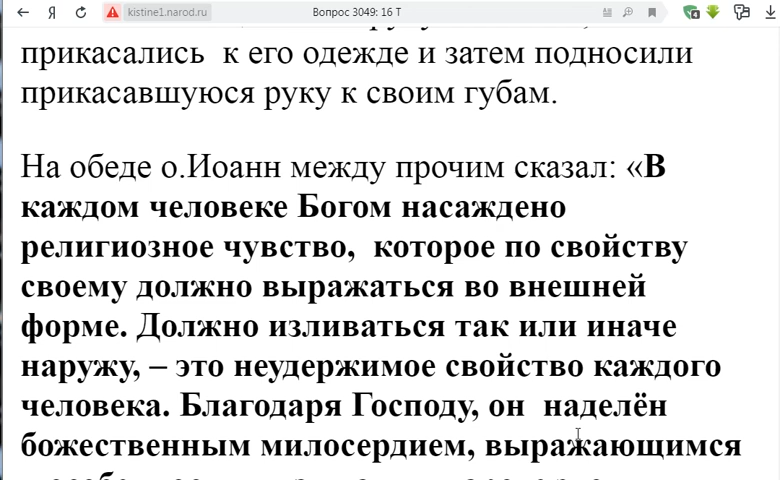 kistine1.narod.ru
Вопрос 3049: 16 Т
прикасались к его одежде и затем подносили
прикасавшуюся руку к своим губам.
На обеде о.Иоанн между прочим сказал: «В
каждом человеке Богом насаждено
религиозное чувство, которое по свойству
своему должно выражаться во внешней
форме. Должно изливаться так или иначе
наружу, – это неудержимое свойство каждого
человека. Благодаря Господу, он наделён
божественным милосердием, выражающимся